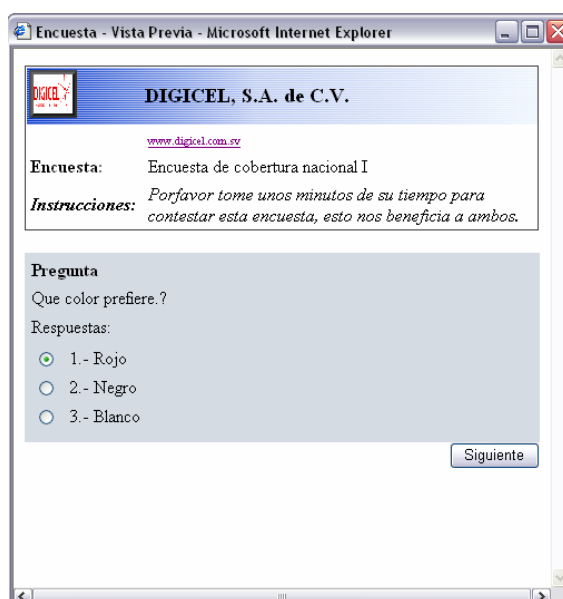 Encuesta - Vista Previa - Microsoft Internet Explorer
DIGICEL
DIGICEL, S.A. de C.V.
www.digicel.com.sv
Encuesta: Encuesta de cobertura nacional I
Instrucciones: Porfavor tome unos minutos de su tiempo para
contestar esta encuesta, esto nos beneficia a ambos.
Pregunta
Que color prefiere.?
Respuestas:
1.- Rojo
2.- Negro
3.- Blanco
Siguiente